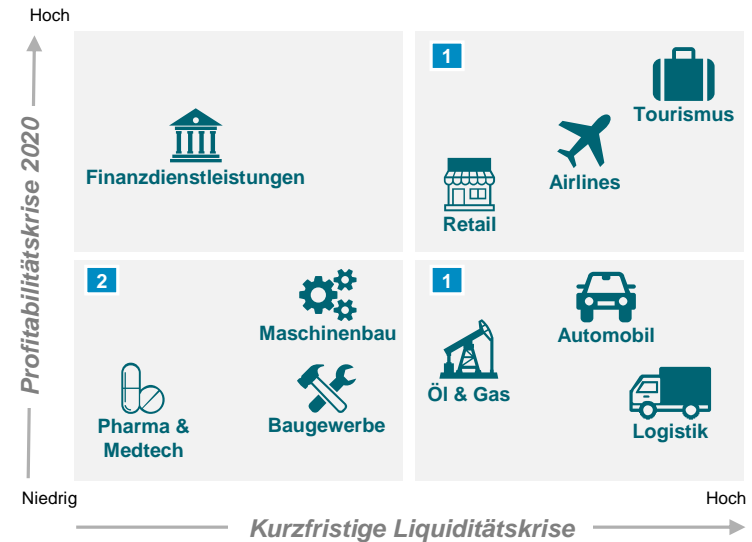 Hoch
Profitabilitätskrise 2020
1
Tourismus
Finanzdienstleistungen
Airlines
Retail
2
Maschinenbau
Pharma &
Medtech
Baugewerbe
1
Automobil
Öl & Gas
Logistik
Niedrig
Hoch
Kurzfristige Liquiditätskrise